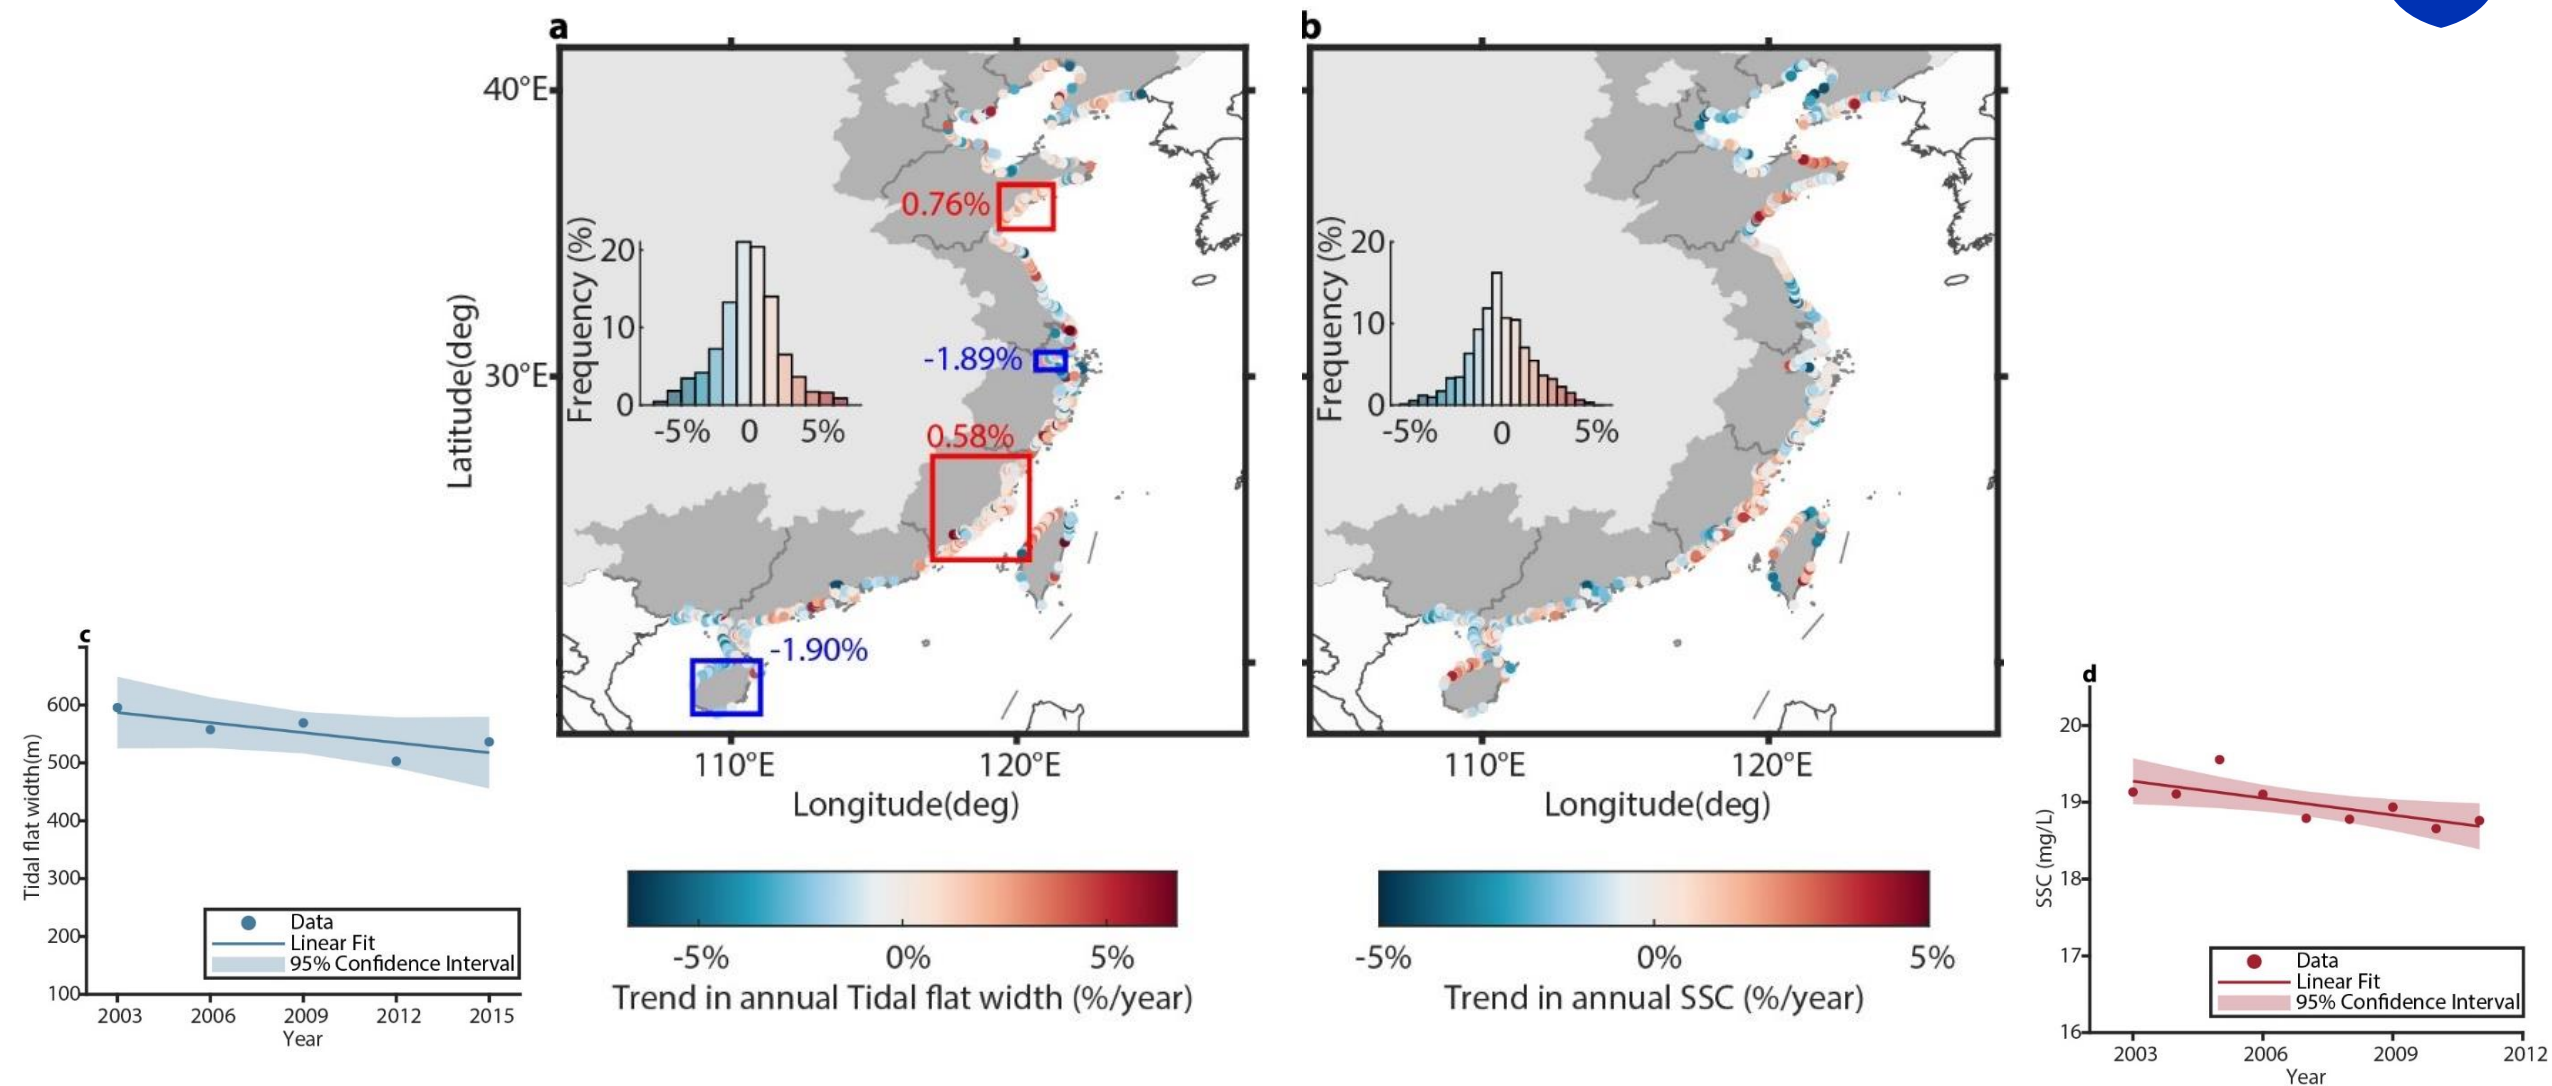 a
40°E
30°E
Latitude(deg)
0.76%
-1.89%
0.58%
-1.90%
Frequency (%)
20
10
0
-5% 0 5%
110°E 120°E
Longitude(deg)
-5% 0% 5%
Trend in annual Tidal flat width (%/year)
b
Frequency (%)
20
10
0
-5% 0 5%
110°E 120°E
Longitude(deg)
-5% 0% 5%
Trend in annual SSC (%/year)
c
Tidal flat width(m)
600
500
400
300
200
100
Data
Linear Fit
95% Confidence Interval
2003 2006 2009 2012 2015
Year
d
SSC (mg/L)
20
19
18
17
16
Data
Linear Fit
95% Confidence Interval
2003 2006 2009 2012
Year